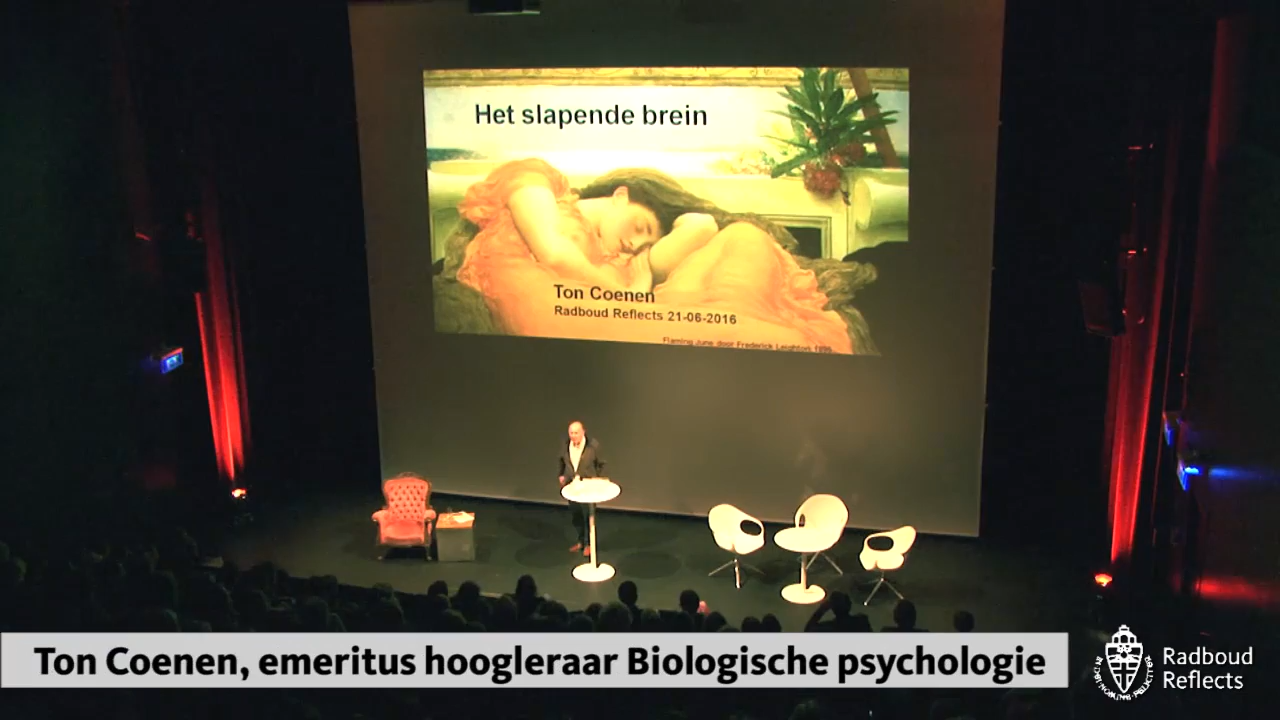 Het slapende brein
Ton Coenen
Radboud Reflects 21-06-2016
Flaming June door Frederick Leighton 1895
Ton Coenen, emeritus hoogleraar Biologische psychologie
Radboud
Reflects